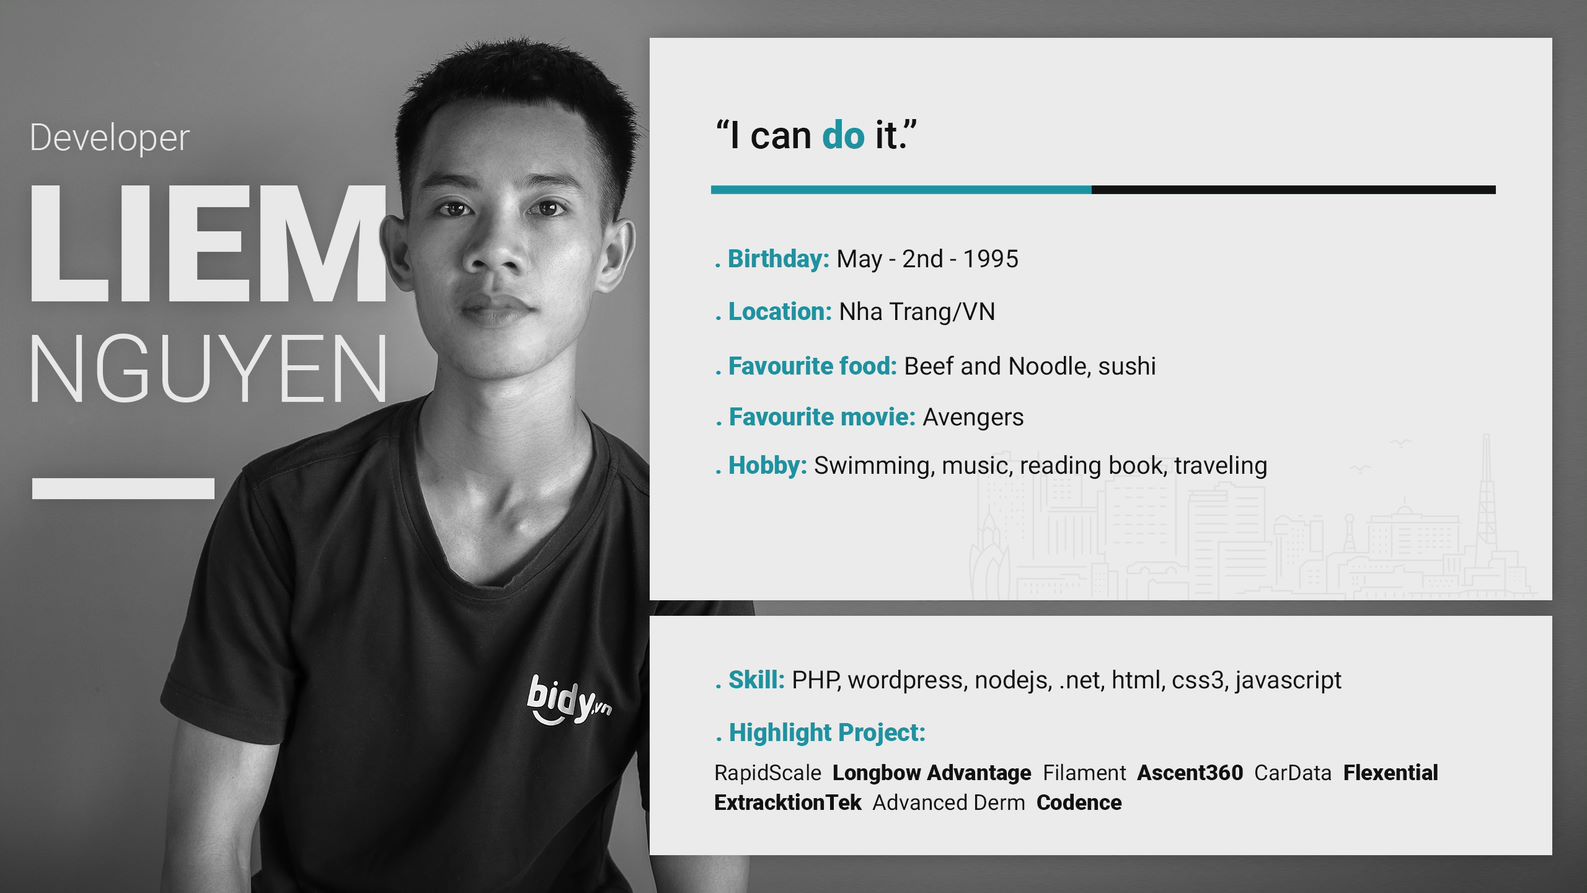 Developer
LIEM
NGUYEN
bidy.vn
“I can do it.”
. Birthday: May - 2nd - 1995
. Location: Nha Trang/VN
. Favourite food: Beef and Noodle, sushi
. Favourite movie: Avengers
. Hobby: Swimming, music, reading book, traveling
. Skill: PHP, wordpress, nodejs, .net, html, css3, javascript
. Highlight Project:
RapidScale Longbow Advantage Filament Ascent360 CarData Flexential
ExtracktionTek Advanced Derm Codence